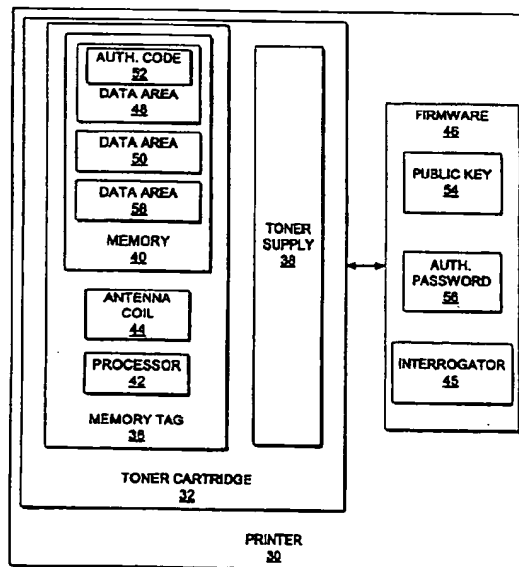 AUTH. CODE
52
DATA AREA
48
DATA AREA
50
DATA AREA
58
MEMORY
40
ANTENNA
COIL
44
PROCESSOR
42
MEMORY TAG
36
TONER CARTRIDGE
32
TONER
SUPPLY
38
FIRMWARE
46
PUBLIC KEY
54
AUTH.
PASSWORD
56
INTERROGATOR
45
PRINTER
30